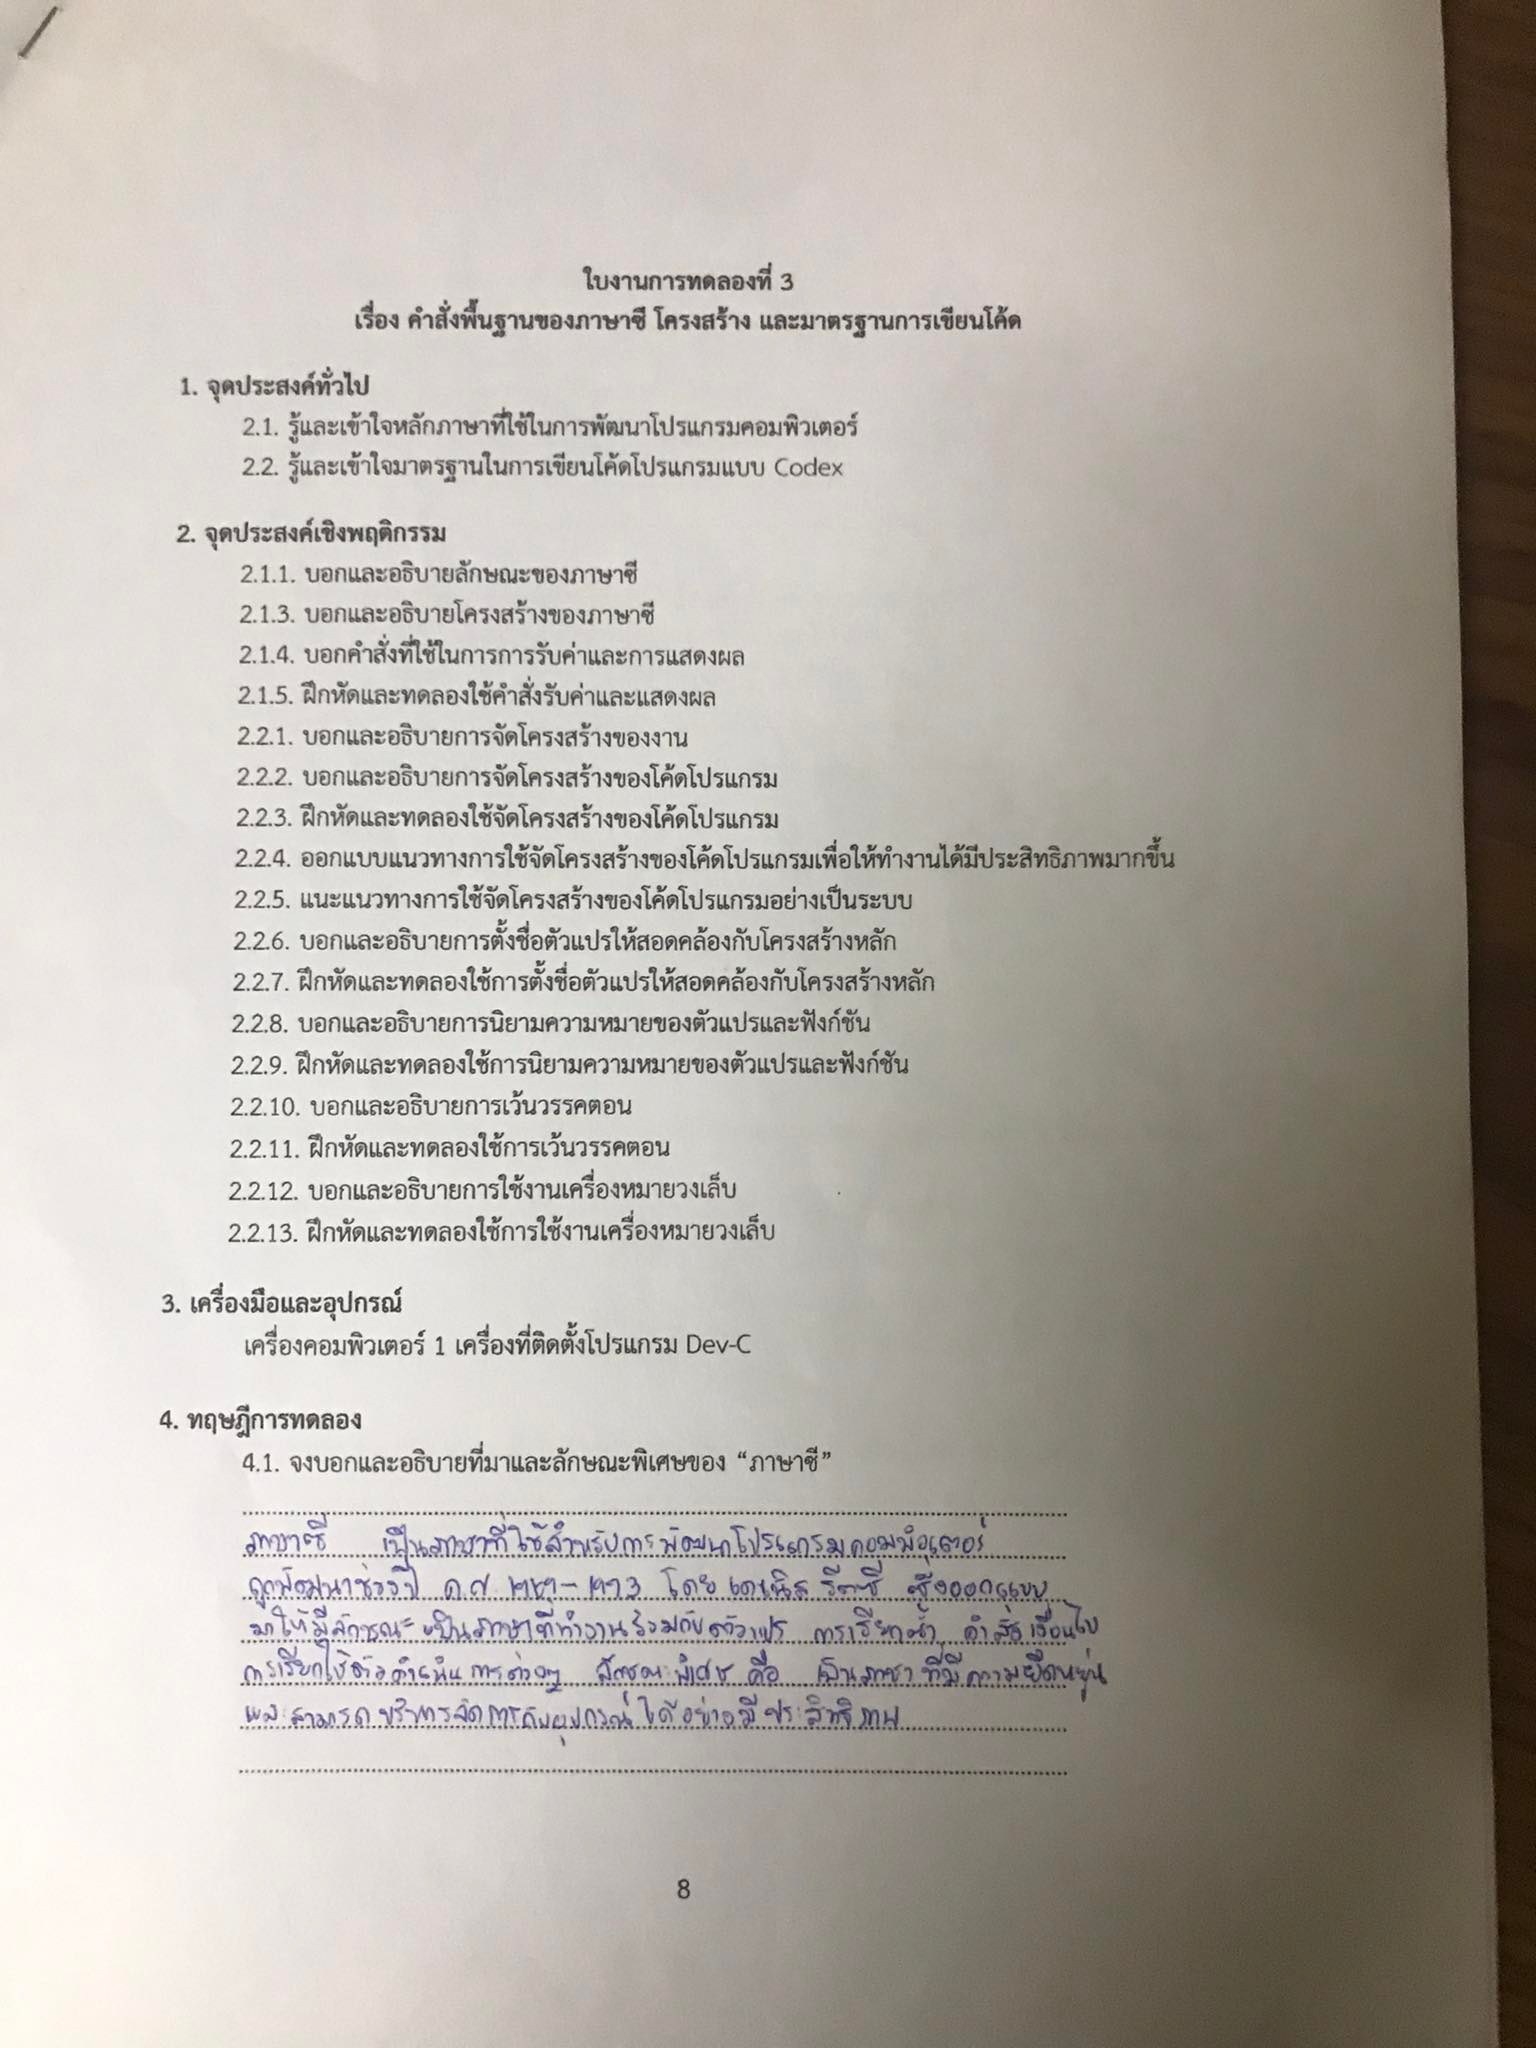 ใบงานการทดลองที่ 3
เรื่อง คำสั่งพื้นฐานของภาษาซี โครงสร้าง และมาตรฐานการเขียนโค้ด
1. จุดประสงค์ทั่วไป
2.1. รู้และเข้าใจหลักภาษาที่ใช้ในการพัฒนาโปรแกรมคอมพิวเตอร์
2.2. รู้และเข้าใจมาตรฐานในการเขียนโค้ดโปรแกรมแบบ Codex
2. จุดประสงค์เชิงพฤติกรรม
2.1.1. บอกและอธิบายลักษณะของภาษาซี
2.1.3. บอกและอธิบายโครงสร้างของภาษาซี
2.1.4. บอกคำสั่งที่ใช้ในการการรับค่าและการแสดงผล
2.1.5. ฝึกหัดและทดลองใช้คำสั่งรับค่าและแสดงผล
2.2.1. บอกและอธิบายการจัดโครงสร้างของงาน
2.2.2. บอกและอธิบายการจัดโครงสร้างของโค้ดโปรแกรม
2.2.3. ฝึกหัดและทดลองใช้จัดโครงสร้างของโค้ดโปรแกรม
2.2.4. ออกแบบแนวทางการใช้จัดโครงสร้างของโค้ดโปรแกรมเพื่อให้ทำงานได้มีประสิทธิภาพมากขึ้น
2.2.5. แนะแนวทางการใช้จัดโครงสร้างของโค้ดโปรแกรมอย่างเป็นระบบ
2.2.6. บอกและอธิบายการตั้งชื่อตัวแปรให้สอดคล้องกับโครงสร้างหลัก
2.2.7. ฝึกหัดและทดลองใช้การตั้งชื่อตัวแปรให้สอดคล้องกับโครงสร้างหลัก
2.2.8. บอกและอธิบายการนิยามความหมายของตัวแปรและฟังก์ชัน
2.2.9. ฝึกหัดและทดลองใช้การนิยามความหมายของตัวแปรและฟังก์ชัน
2.2.10. บอกและอธิบายการเว้นวรรคตอน
2.2.11. ฝึกหัดและทดลองใช้การเว้นวรรคตอน
2.2.12. บอกและอธิบายการใช้งานเครื่องหมายวงเล็บ
2.2.13. ฝึกหัดและทดลองใช้การใช้งานเครื่องหมายวงเล็บ
3. เครื่องมือและอุปกรณ์
เครื่องคอมพิวเตอร์ 1 เครื่องที่ติดตั้งโปรแกรม Dev-C
4. ทฤษฎีการทดลอง
4.1. จงบอกและอธิบายที่มาและลักษณะพิเศษของ “ภาษาซี”
ภาษาซี เป็นภาษาที่ใช้สำหรับการพัฒนาโปรแกรมคอมพิวเตอร์
ถูกพัฒนาช่วงปี ค.ศ 1969-1973 โดย เดนนิส ริตชี่ ซึ่งออกแบบ
มาให้มีลักษณะเป็นภาษาที่ทำงานร่วมกับตัวแปร การเรียกซ้ำ คำสั่งเงื่อนไข
การเรียกใช้ตัวดำเนินการต่างๆ ลักษณะพิเศษ คือ เป็นภาษาที่มีความยืดหยุ่น
และสามารถบริหารจัดการกับอุปกรณ์ได้อย่างมีประสิทธิภาพ
8